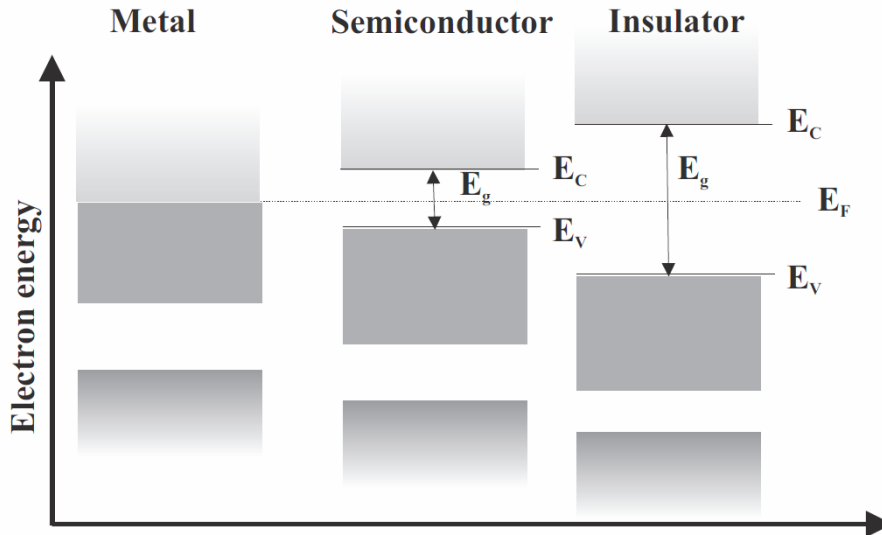 Metal
Semiconductor
Insulator
Electron energy
E_C
E_g
E_V
E_C
E_g
E_F
E_V